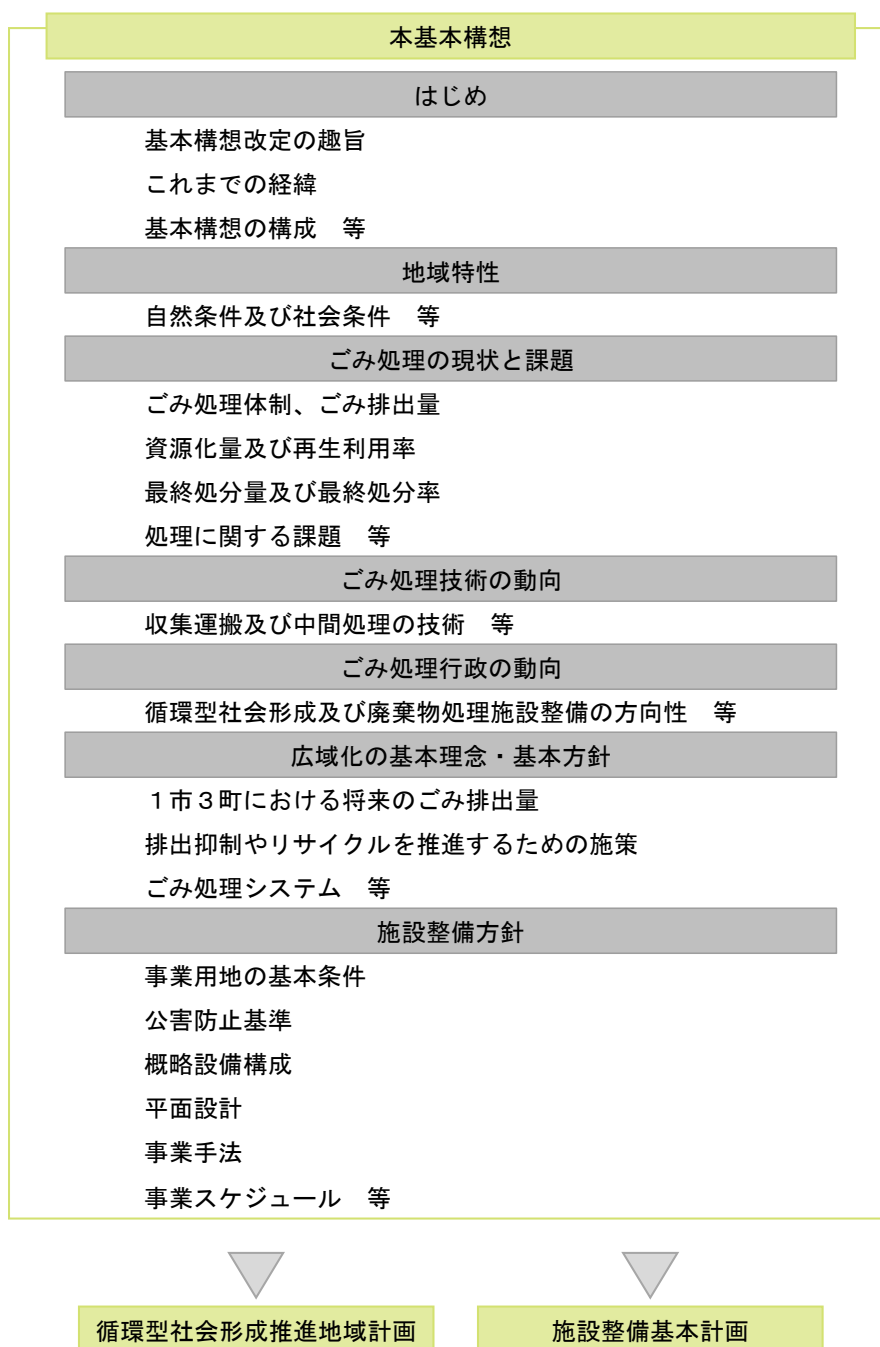 本基本構想
はじめ
基本構想改定の趣旨
これまでの経緯
基本構想の構成　等
地域特性
自然条件及び社会条件　等
ごみ処理の現状と課題
ごみ処理体制、ごみ排出量
資源化量及び再生利用率
最終処分量及び最終処分率
処理に関する課題　等
ごみ処理技術の動向
収集運搬及び中間処理の技術　等
ごみ処理行政の動向
循環型社会形成及び廃棄物処理施設整備の方向性　等
広域化の基本理念・基本方針
１市３町における将来のごみ排出量
排出抑制やリサイクルを推進するための施策
ごみ処理システム　等
施設整備方針
事業用地の基本条件
公害防止基準
概略設備構成
平面設計
事業手法
事業スケジュール　等
循環型社会形成推進地域計画
施設整備基本計画